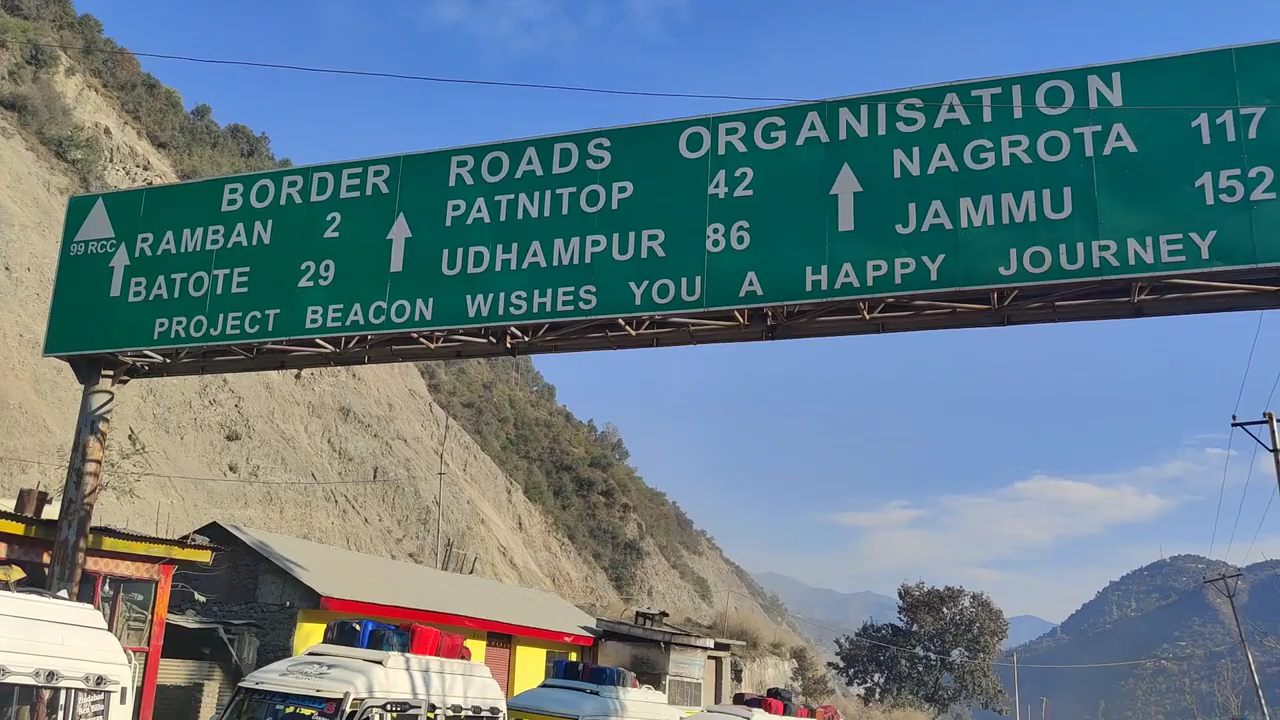 BORDER ROADS ORGANISATION
99 RCC
RAMBAN 2 PATNITOP 42 NAGROTA 117
BATOTE 29 UDHAMPUR 86 JAMMU 152
PROJECT BEACON WISHES YOU A HAPPY JOURNEY